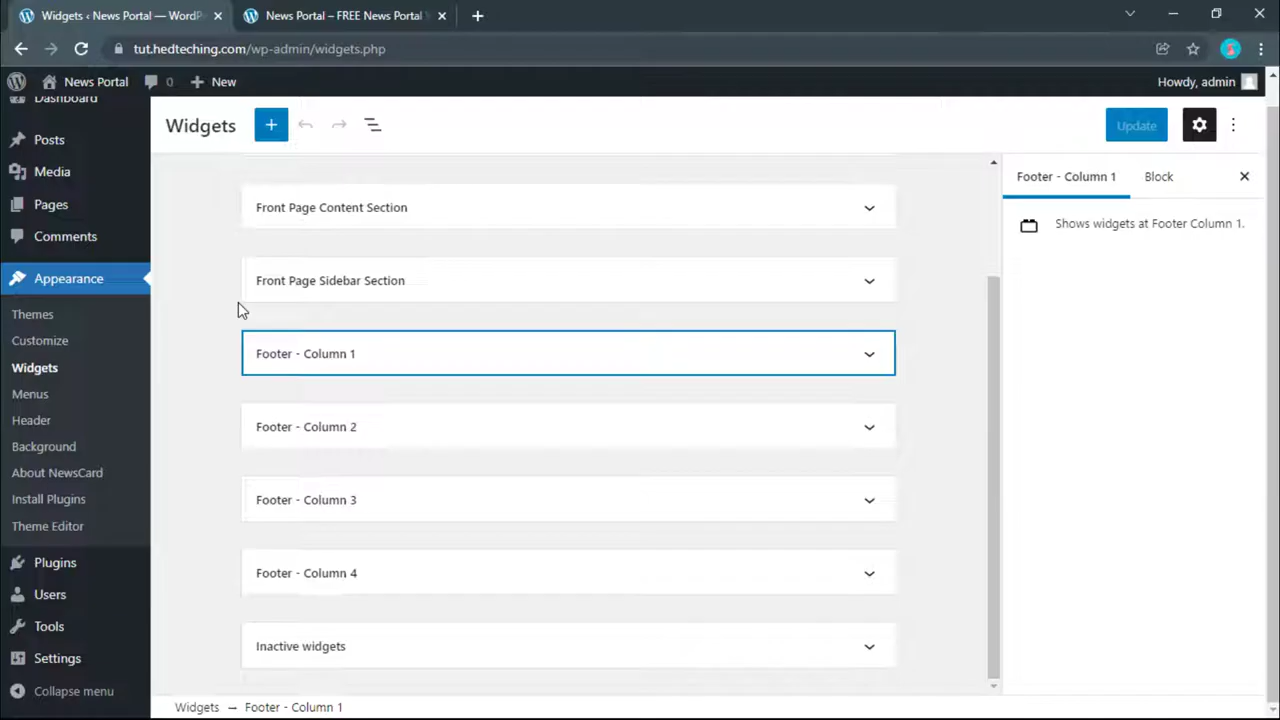 Widgets ‹ News Portal — WordP
News Portal – FREE News Portal
tut.hedteching.com/wp-admin/widgets.php
News Portal
0
New
Howdy, admin
Dashboard
Posts
Media
Pages
Comments
Appearance
Themes
Customize
Widgets
Menus
Header
Background
About NewsCard
Install Plugins
Theme Editor
Plugins
Users
Tools
Settings
Collapse menu
Widgets
Update
Front Page Content Section
Front Page Sidebar Section
Footer - Column 1
Footer - Column 2
Footer - Column 3
Footer - Column 4
Inactive widgets
Footer - Column 1
Block
Shows widgets at Footer Column 1.
Widgets → Footer - Column 1